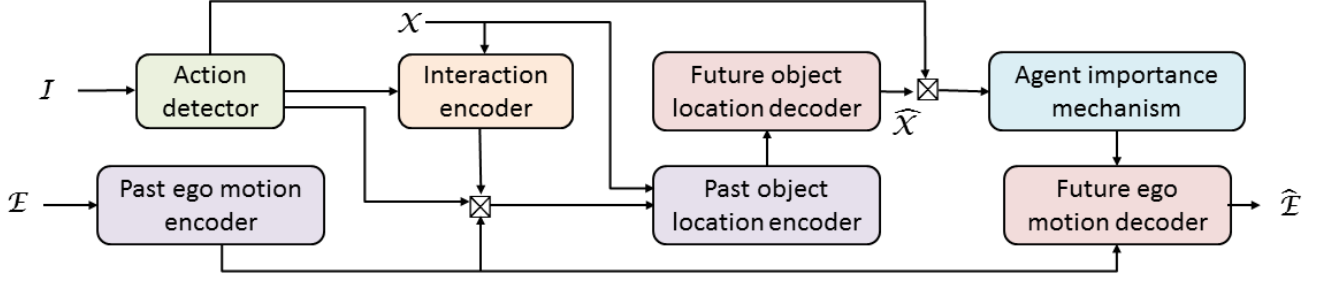 𝒳
ℐ
Action
detector
Interaction
encoder
Future object
location decoder
𝒳̂
Agent importance
mechanism
ℰ
Past ego motion
encoder
Past object
location encoder
Future ego
motion decoder
ℰ̂